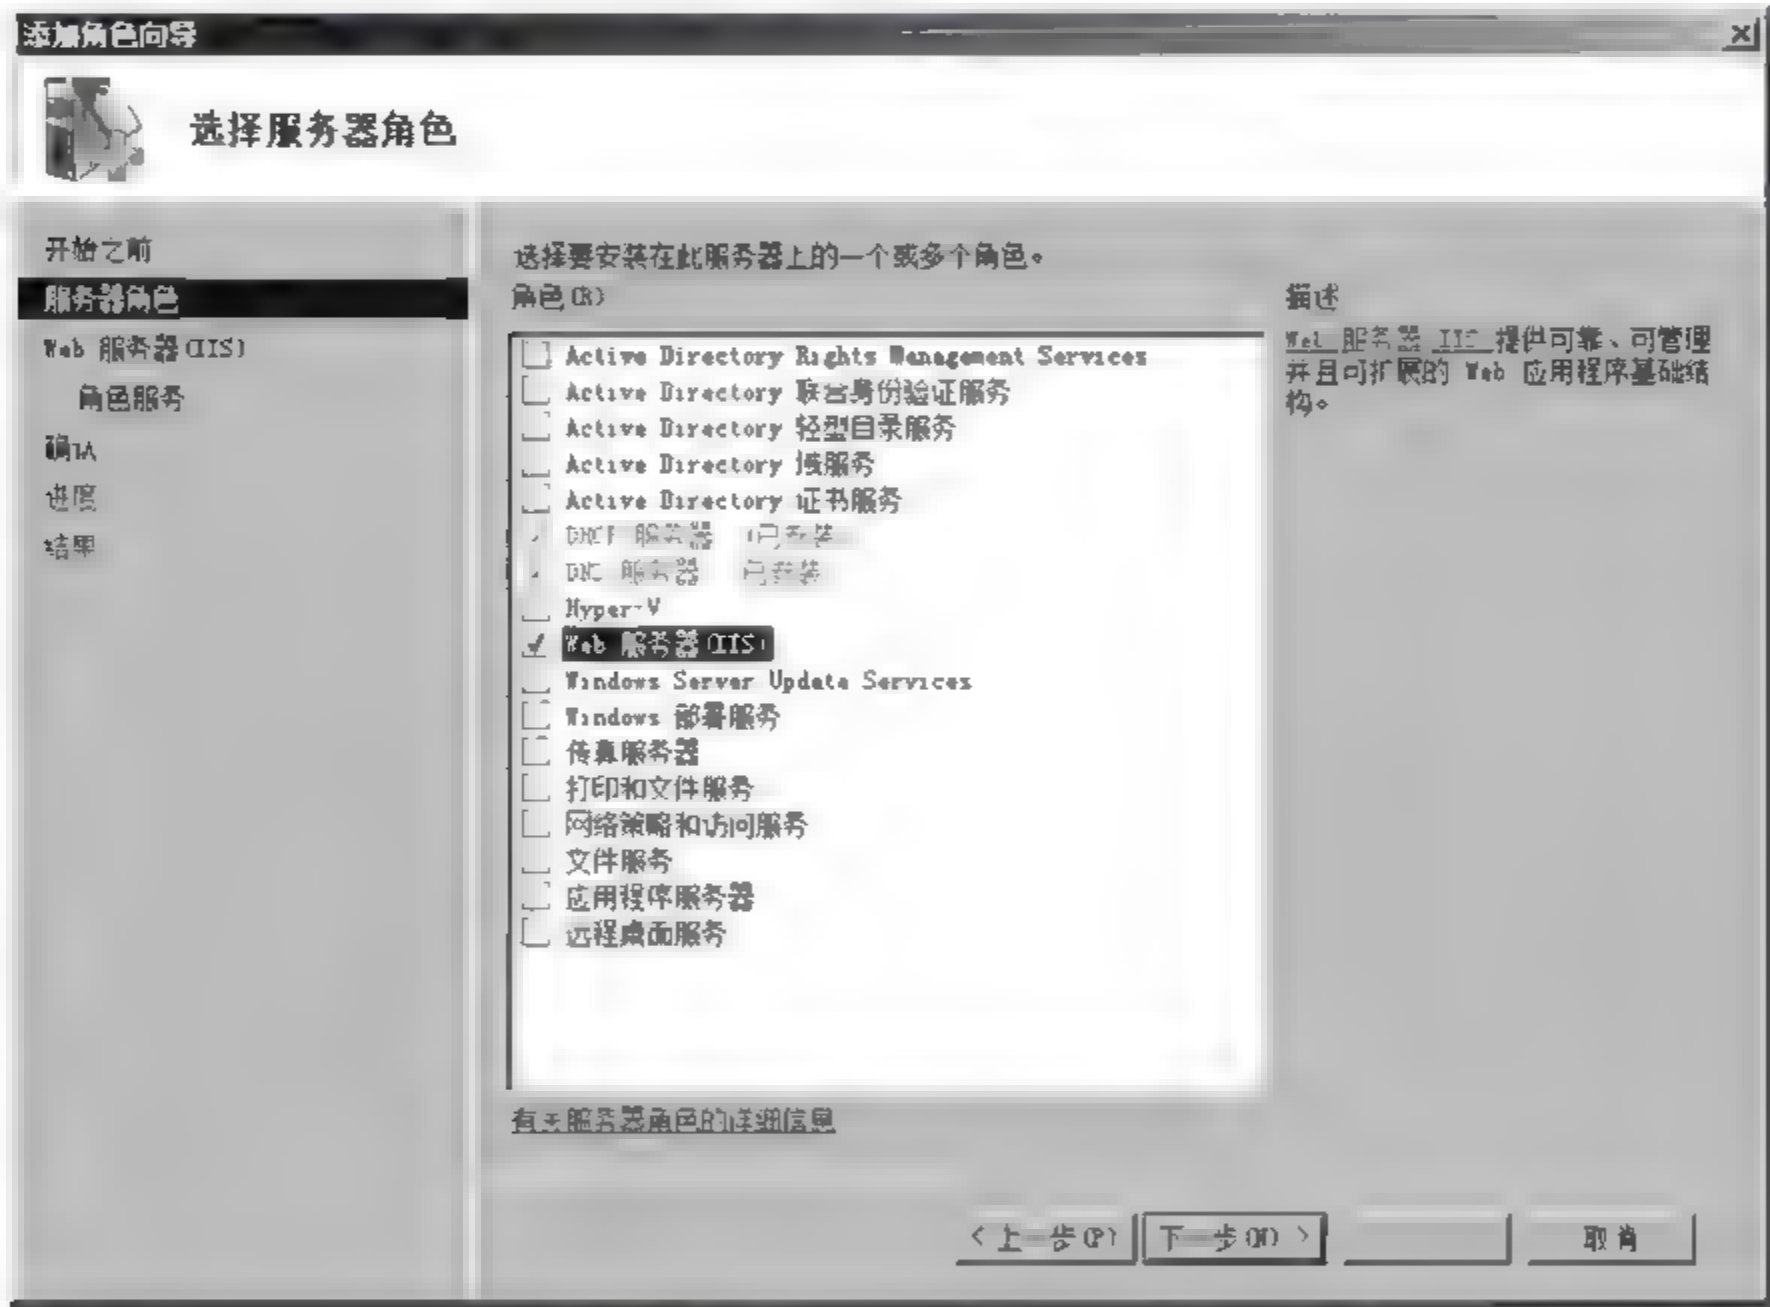 添加角色向导
选择服务器角色
开始之前
服务器角色
Web 服务器(IIS)
角色服务
确认
进度
结果
选择要安装在此服务器上的一个或多个角色。
角色(R)
Active Directory Rights Management Services
Active Directory 联合身份验证服务
Active Directory 轻型目录服务
Active Directory 域服务
Active Directory 证书服务
DHCP 服务器 (已安装
DNS 服务器 已安装
Hyper-V
Web 服务器(IIS)
Windows Server Update Services
Windows 部署服务
传真服务器
打印和文件服务
网络策略和访问服务
文件服务
应用程序服务器
远程桌面服务
有关服务器角色的详细信息
描述
Web 服务器 IIS 提供可靠、可管理
并且可扩展的 Web 应用程序基础结
构。
< 上一步(P)
下一步(N) >
取消